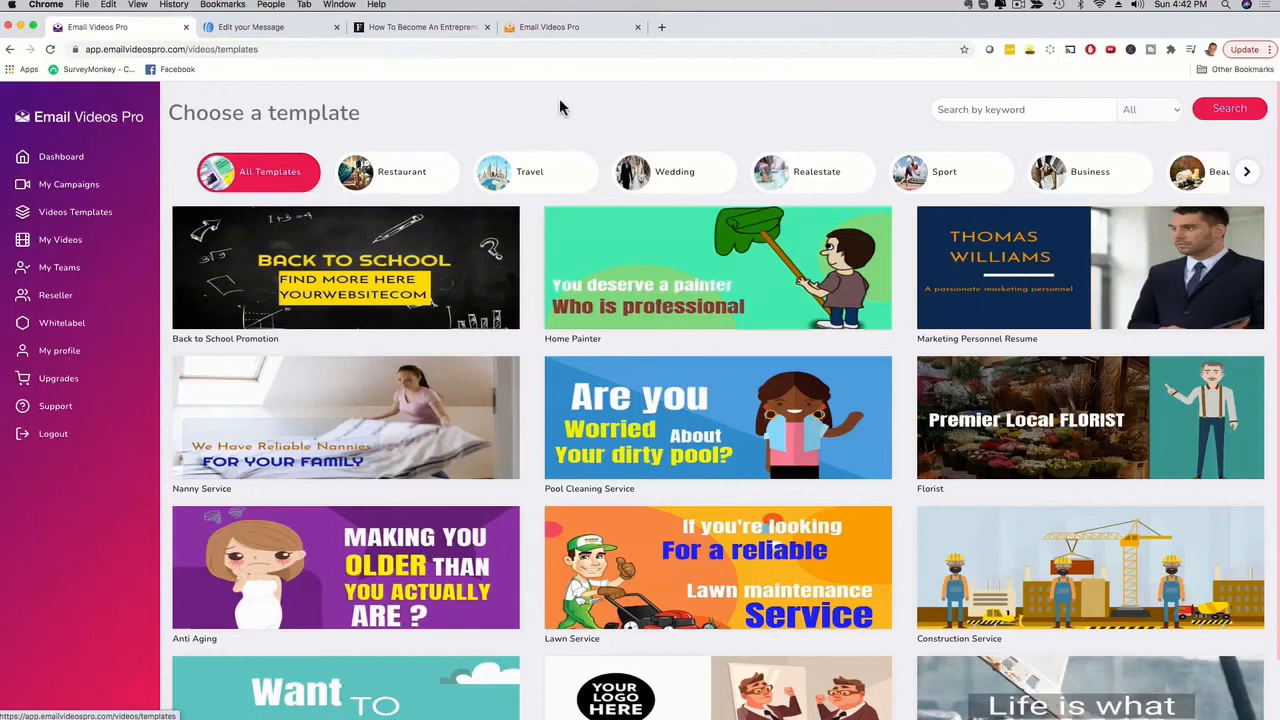 Chrome File Edit View History Bookmarks People Tab Window Help
Sun 4:42 PM
Email Videos Pro
Edit your Message
How To Become An Entrepren
Email Videos Pro
app.emailvideospro.com/videos/templates
Update
Apps
SurveyMonkey - C...
Facebook
Other Bookmarks
Email Videos Pro
Dashboard
My Campaigns
Videos Templates
My Videos
My Teams
Reseller
Whitelabel
My profile
Upgrades
Support
Logout
Choose a template
Search by keyword
All
Search
All Templates
Restaurant
Travel
Wedding
Realestate
Sport
Business
Beau
1+3=4
BACK TO SCHOOL
FIND MORE HERE
YOURWEBSITECOM
Back to School Promotion
You deserve a painter
Who is professional
Home Painter
THOMAS
WILLIAMS
A passionate marketing personnel
Marketing Personnel Resume
We Have Reliable Nannies
FOR YOUR FAMILY
Nanny Service
Are you
Worried About
Your dirty pool?
Pool Cleaning Service
Premier Local FLORIST
Florist
MAKING YOU
OLDER THAN
YOU ACTUALLY
ARE ?
Anti Aging
If you're looking
For a reliable
Lawn maintenance
Service
Lawn Service
Construction Service
Want TO
YOUR
LOGO
HERE
Life is what
https://app.emailvideospro.com/videos/templates